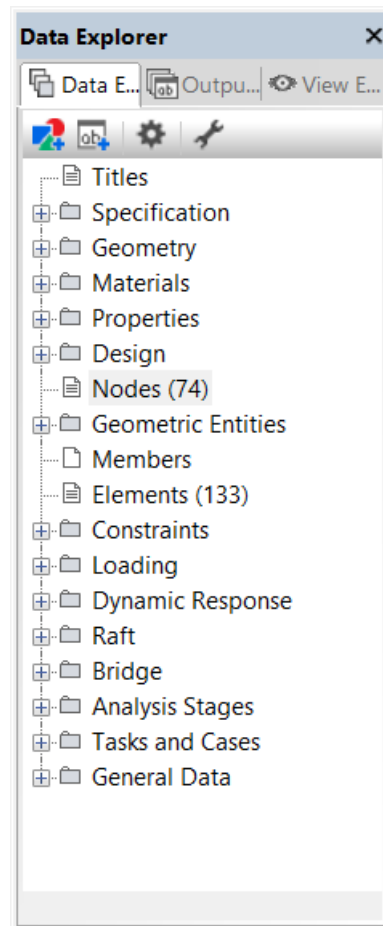 Data Explorer
Data E... Outpu... View E...
Titles
Specification
Geometry
Materials
Properties
Design
Nodes (74)
Geometric Entities
Members
Elements (133)
Constraints
Loading
Dynamic Response
Raft
Bridge
Analysis Stages
Tasks and Cases
General Data